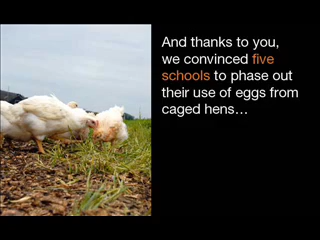 And thanks to you,
we convinced five
schools to phase out
their use of eggs from
caged hens…